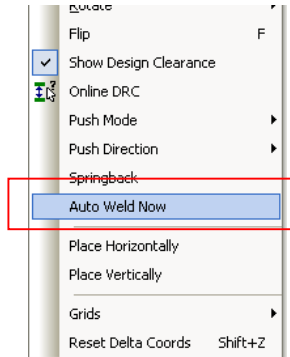 Rotate
Flip F
Show Design Clearance
Online DRC
Push Mode
Push Direction
Springback
Auto Weld Now
Place Horizontally
Place Vertically
Grids
Reset Delta Coords Shift+Z